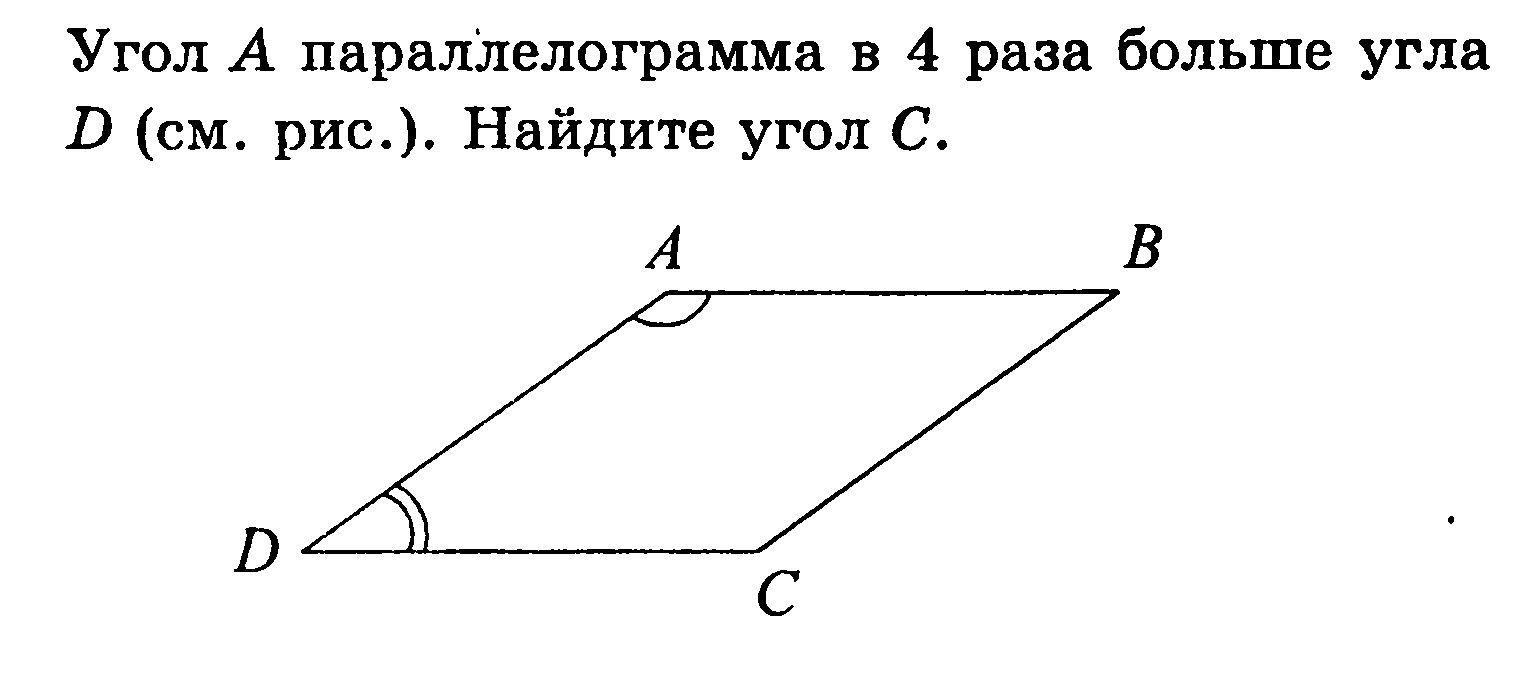 Угол A параллелограмма в 4 раза больше угла
D (см. рис.). Найдите угол C.
A
B
D
C